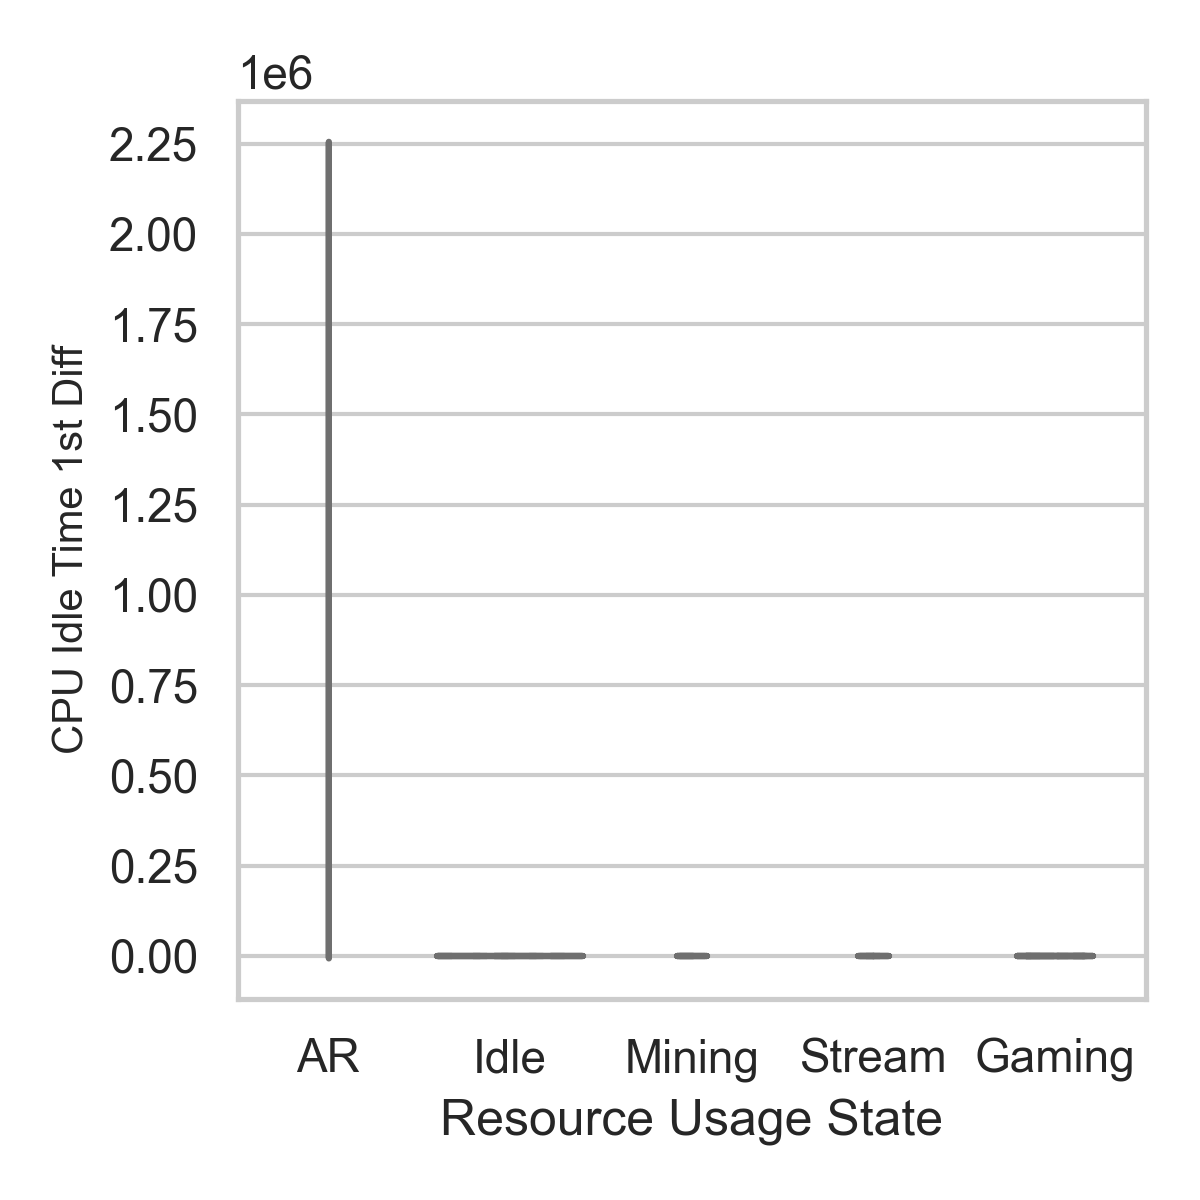 1e6
2.25
2.00
1.75
1.50
1.25
1.00
0.75
0.50
0.25
0.00
CPU Idle Time 1st Diff
AR Idle Mining Stream Gaming
Resource Usage State